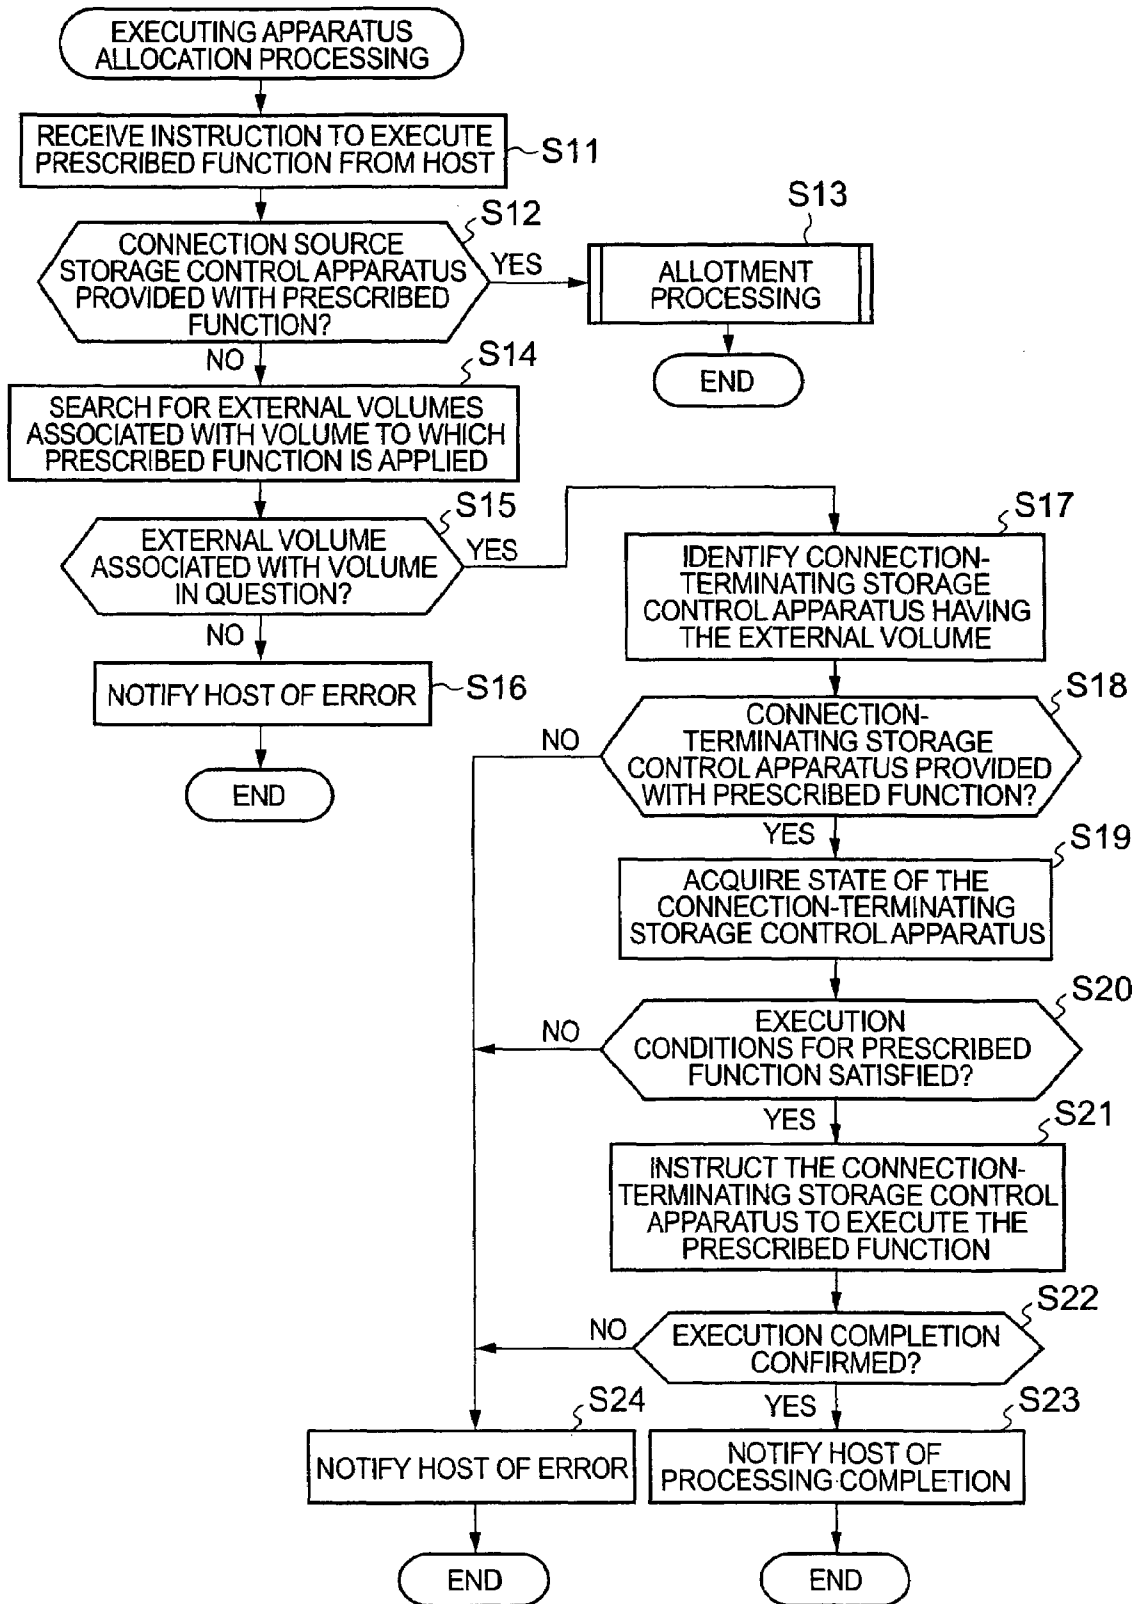 EXECUTING APPARATUS
ALLOCATION PROCESSING
RECEIVE INSTRUCTION TO EXECUTE
PRESCRIBED FUNCTION FROM HOST
S11
S12
CONNECTION SOURCE
STORAGE CONTROL APPARATUS
PROVIDED WITH PRESCRIBED
FUNCTION?
YES
S13
ALLOTMENT
PROCESSING
END
NO
S14
SEARCH FOR EXTERNAL VOLUMES
ASSOCIATED WITH VOLUME TO WHICH
PRESCRIBED FUNCTION IS APPLIED
S15
EXTERNAL VOLUME
ASSOCIATED WITH VOLUME
IN QUESTION?
YES
NO
NOTIFY HOST OF ERROR
S16
END
S17
IDENTIFY CONNECTION-
TERMINATING STORAGE
CONTROL APPARATUS HAVING
THE EXTERNAL VOLUME
S18
CONNECTION-
TERMINATING STORAGE
CONTROL APPARATUS PROVIDED
WITH PRESCRIBED FUNCTION?
NO
YES
S19
ACQUIRE STATE OF THE
CONNECTION-TERMINATING
STORAGE CONTROL APPARATUS
S20
EXECUTION
CONDITIONS FOR PRESCRIBED
FUNCTION SATISFIED?
NO
YES
S21
INSTRUCT THE CONNECTION-
TERMINATING STORAGE CONTROL
APPARATUS TO EXECUTE THE
PRESCRIBED FUNCTION
S22
EXECUTION COMPLETION
CONFIRMED?
NO
YES
S24
NOTIFY HOST OF ERROR
END
S23
NOTIFY HOST OF
PROCESSING COMPLETION
END